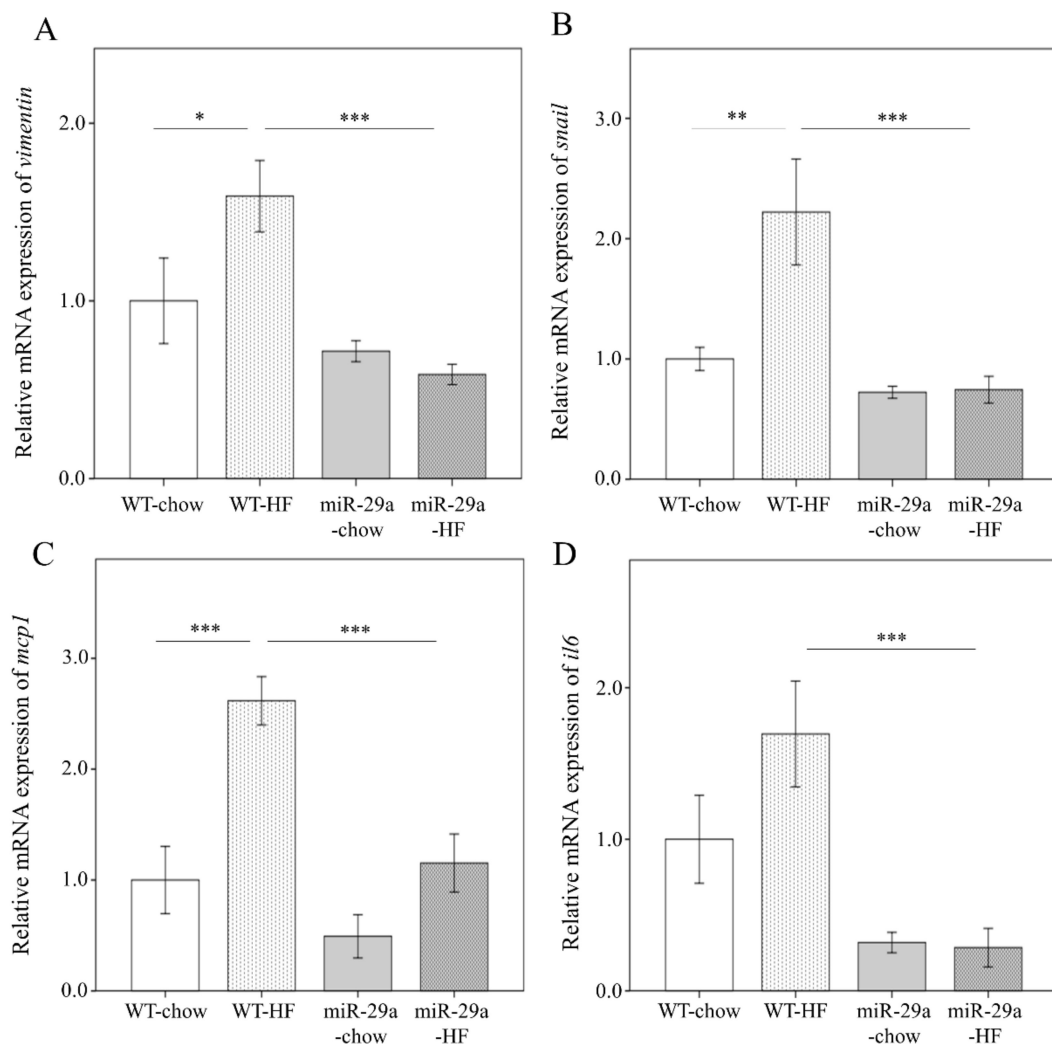 A
Relative mRNA expression of vimentin
2.0
1.0
0.0
* ***
WT-chow WT-HF miR-29a miR-29a
-chow -HF
B
Relative mRNA expression of snail
3.0
2.0
1.0
0.0
** ***
WT-chow WT-HF miR-29a miR-29a
-chow -HF
C
Relative mRNA expression of mcp1
3.0
2.0
1.0
0.0
*** ***
WT-chow WT-HF miR-29a miR-29a
-chow -HF
D
Relative mRNA expression of il6
2.0
1.0
0.0
***
WT-chow WT-HF miR-29a miR-29a
-chow -HF